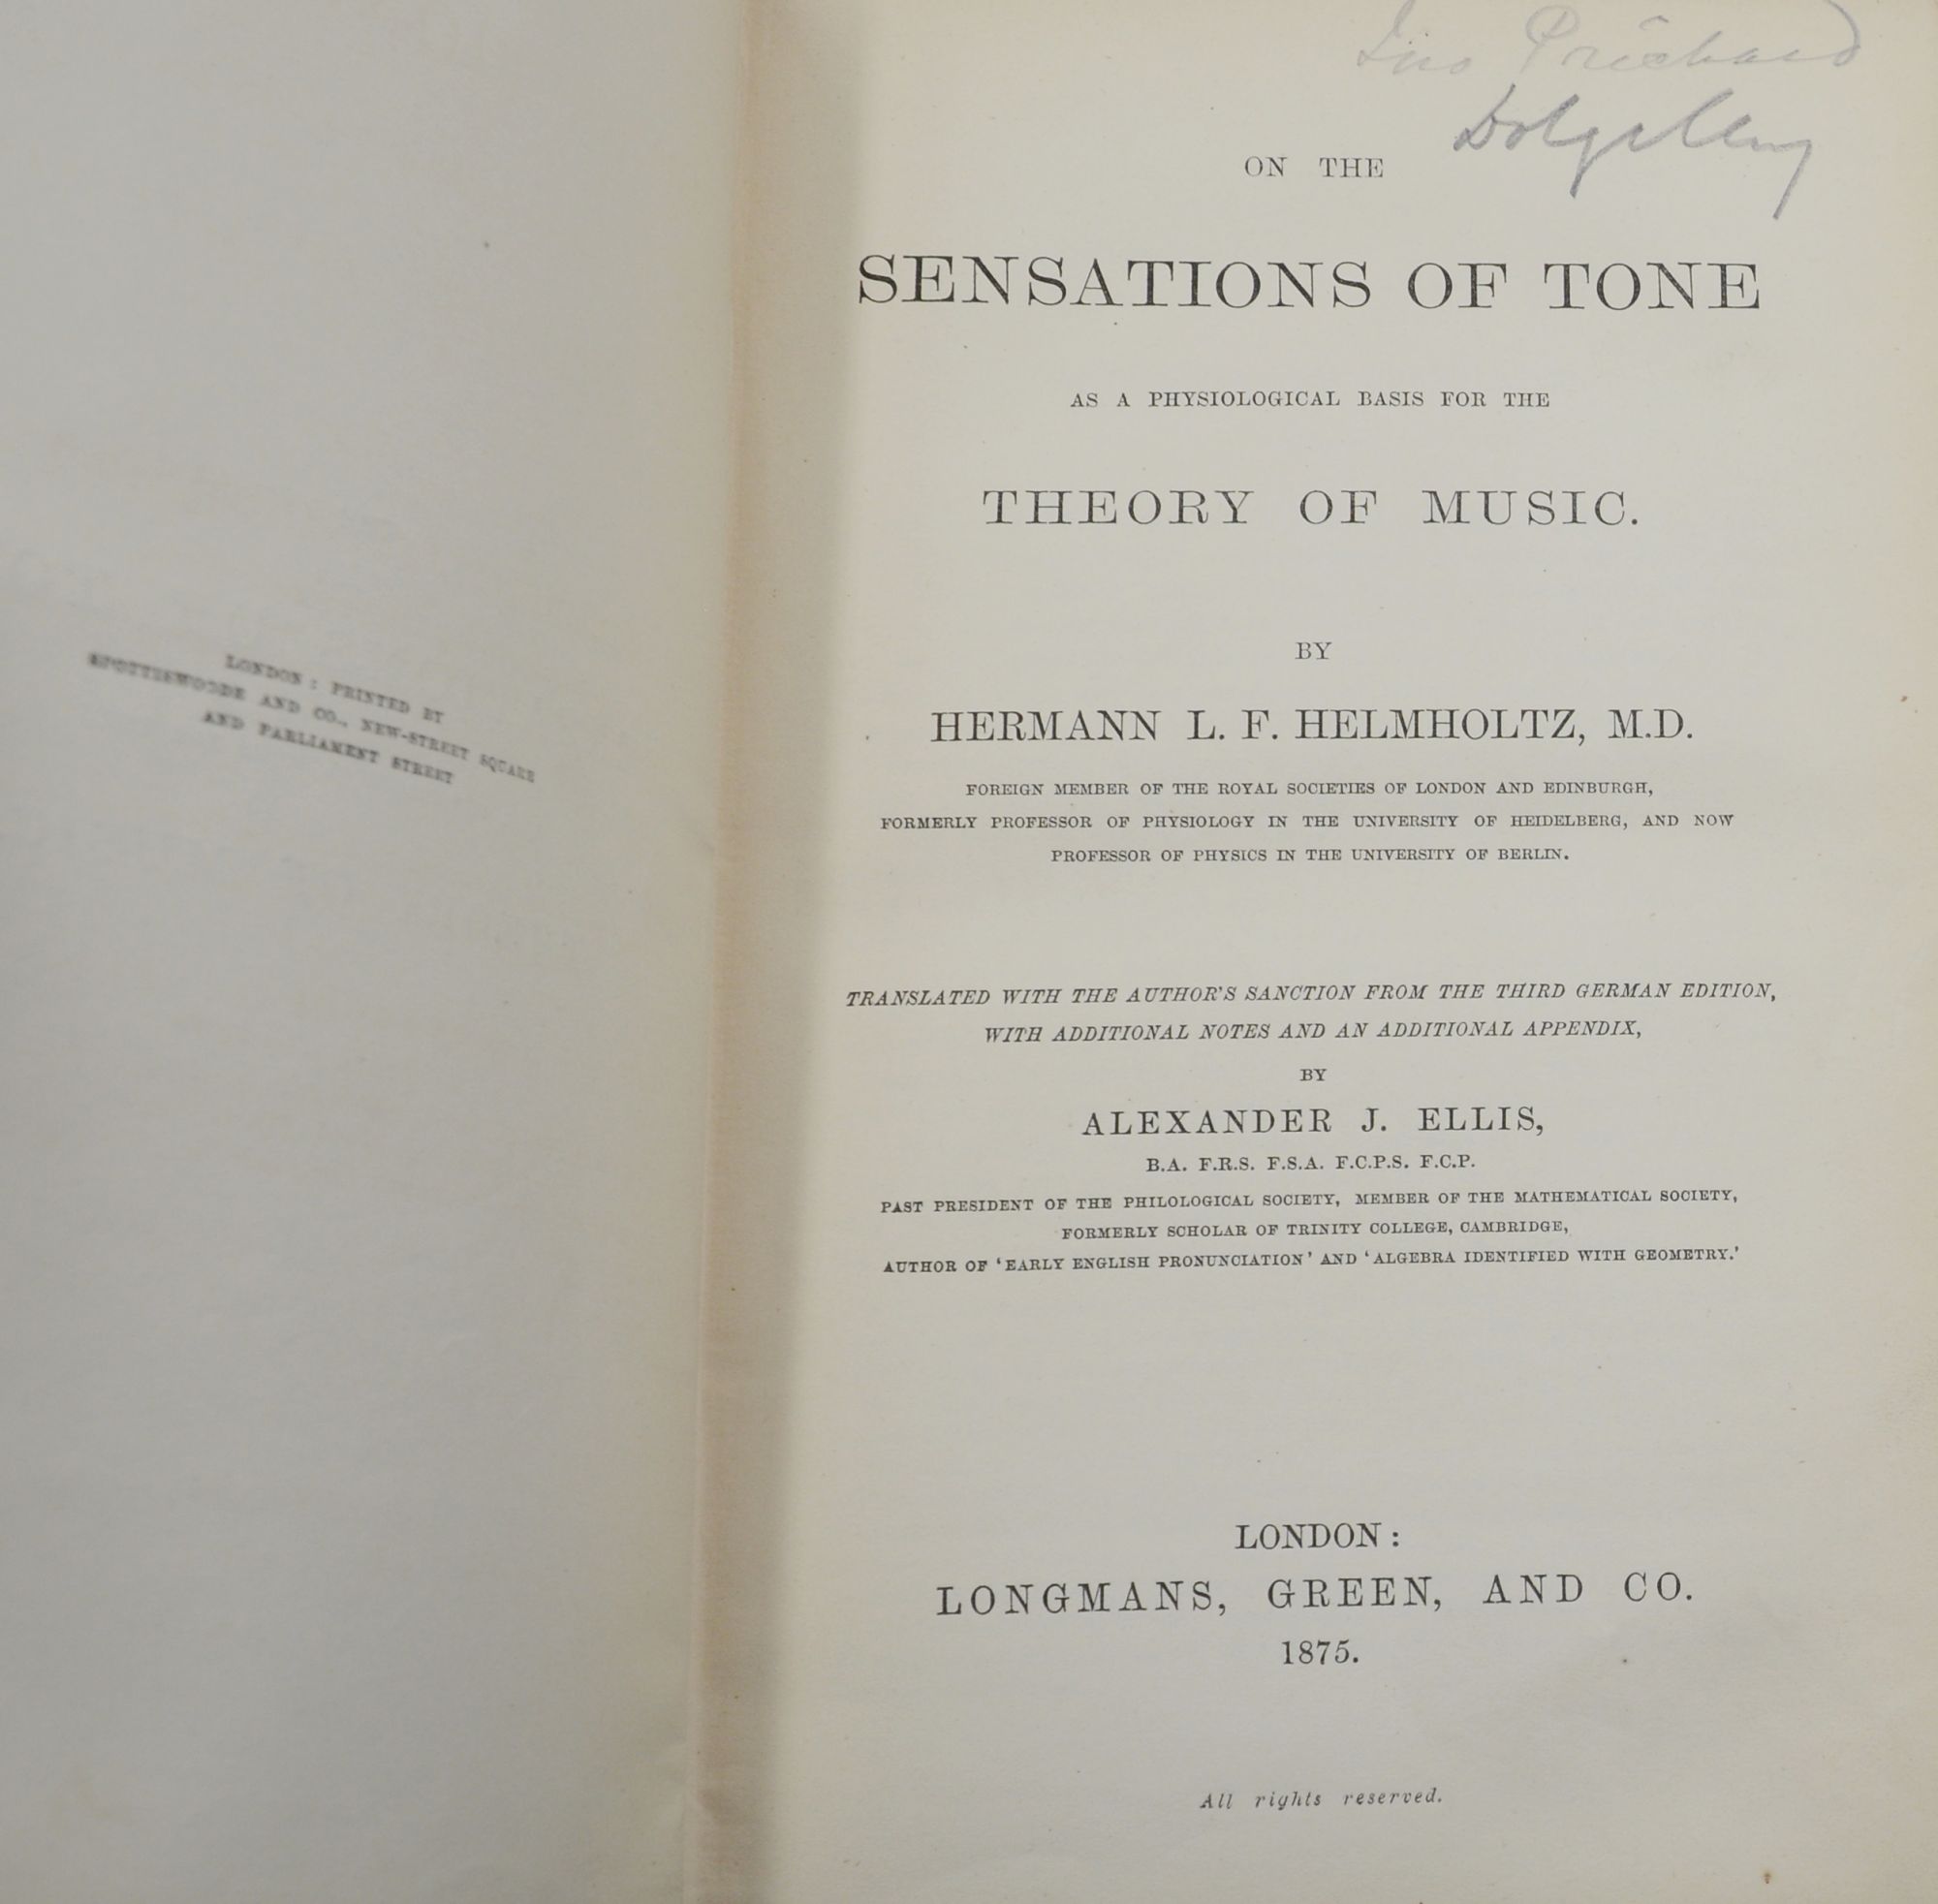 LONDON : PRINTED BY
SPOTTISWOODE AND CO., NEW-STREET SQUARE
AND PARLIAMENT STREET
Jno Prichard
Dolgelley
ON THE
SENSATIONS OF TONE
AS A PHYSIOLOGICAL BASIS FOR THE
THEORY OF MUSIC.
BY
HERMANN L. F. HELMHOLTZ, M.D.
FOREIGN MEMBER OF THE ROYAL SOCIETIES OF LONDON AND EDINBURGH,
FORMERLY PROFESSOR OF PHYSIOLOGY IN THE UNIVERSITY OF HEIDELBERG, AND NOW
PROFESSOR OF PHYSICS IN THE UNIVERSITY OF BERLIN.
TRANSLATED WITH THE AUTHOR'S SANCTION FROM THE THIRD GERMAN EDITION,
WITH ADDITIONAL NOTES AND AN ADDITIONAL APPENDIX,
BY
ALEXANDER J. ELLIS,
B.A. F.R.S. F.S.A. F.C.P.S. F.C.P.
PAST PRESIDENT OF THE PHILOLOGICAL SOCIETY, MEMBER OF THE MATHEMATICAL SOCIETY,
FORMERLY SCHOLAR OF TRINITY COLLEGE, CAMBRIDGE,
AUTHOR OF 'EARLY ENGLISH PRONUNCIATION' AND 'ALGEBRA IDENTIFIED WITH GEOMETRY.'
LONDON :
LONGMANS, GREEN, AND CO.
1875.
All rights reserved.